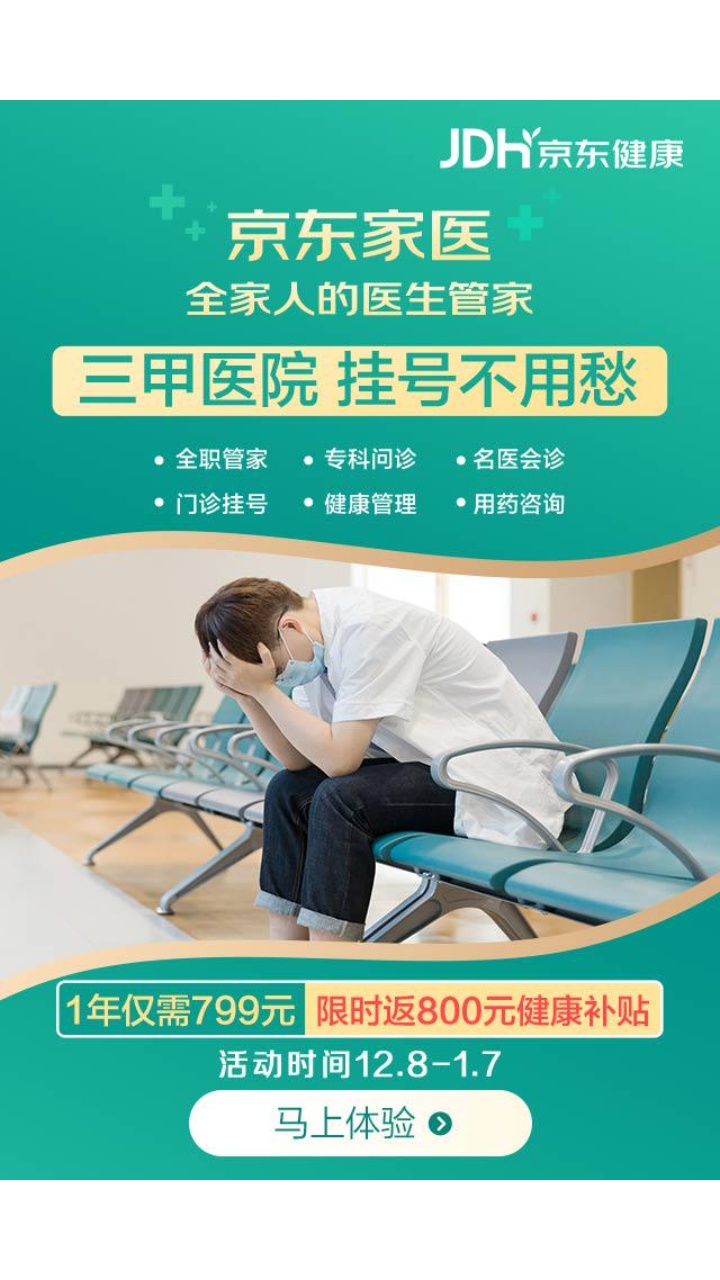 JDH京东健康
京东家医
全家人的医生管家
三甲医院 挂号不用愁
• 全职管家 • 专科问诊 • 名医会诊
• 门诊挂号 • 健康管理 • 用药咨询
1年仅需799元 限时返800元健康补贴
活动时间12.8-1.7
马上体验